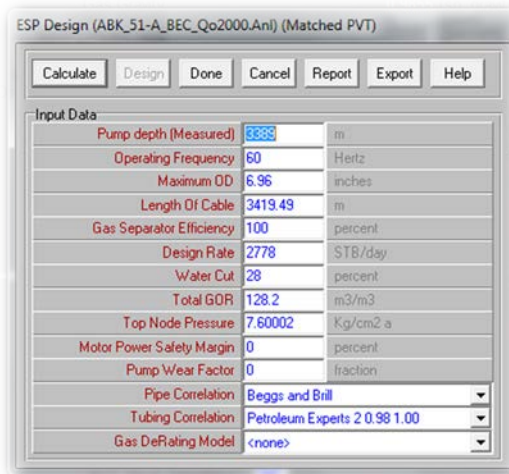 ESP Design (ABK_51-A_BEC_Qo2000.Anl) (Matched PVT)
Calculate Design Done Cancel Report Export Help
Input Data
Pump depth (Measured) 3389 m
Operating Frequency 60 Hertz
Maximum OD 6.96 inches
Length Of Cable 3419.49 m
Gas Separator Efficiency 100 percent
Design Rate 2778 STB/day
Water Cut 28 percent
Total GOR 128.2 m3/m3
Top Node Pressure 7.60002 Kg/cm2 a
Motor Power Safety Margin 0 percent
Pump Wear Factor 0 fraction
Pipe Correlation Beggs and Brill
Tubing Correlation Petroleum Experts 2 0.98 1.00
Gas DeRating Model <none>